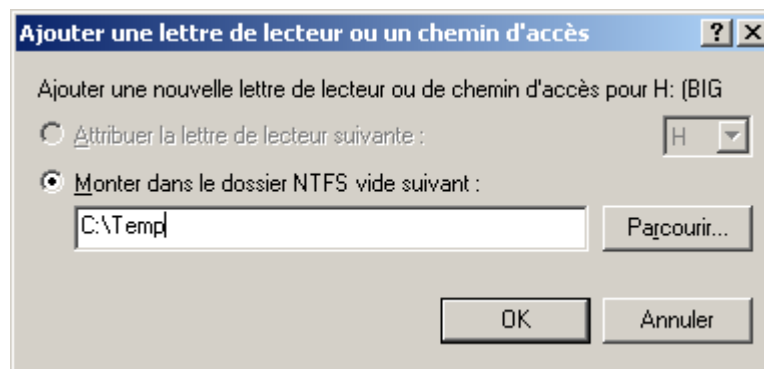 Ajouter une lettre de lecteur ou un chemin d'accès
Ajouter une nouvelle lettre de lecteur ou de chemin d'accès pour H: (BIG
Attribuer la lettre de lecteur suivante : H
Monter dans le dossier NTFS vide suivant :
C:\Temp Parcourir...
OK Annuler